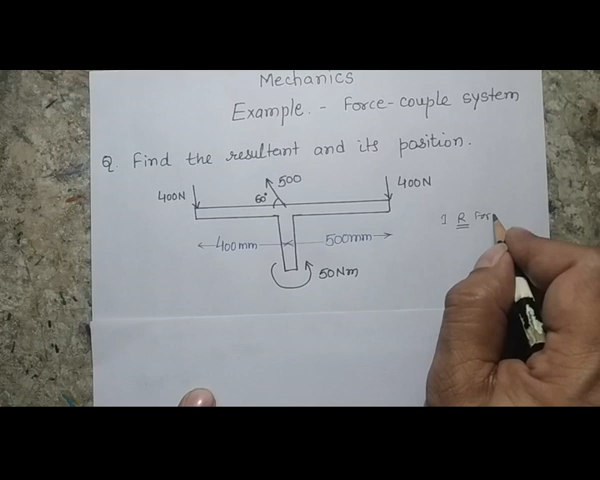 Mechanics
Example. - Force-couple system
Q. Find the resultant and its position.
500
400N
60°
400N
1 R For
400mm
500mm
50Nm